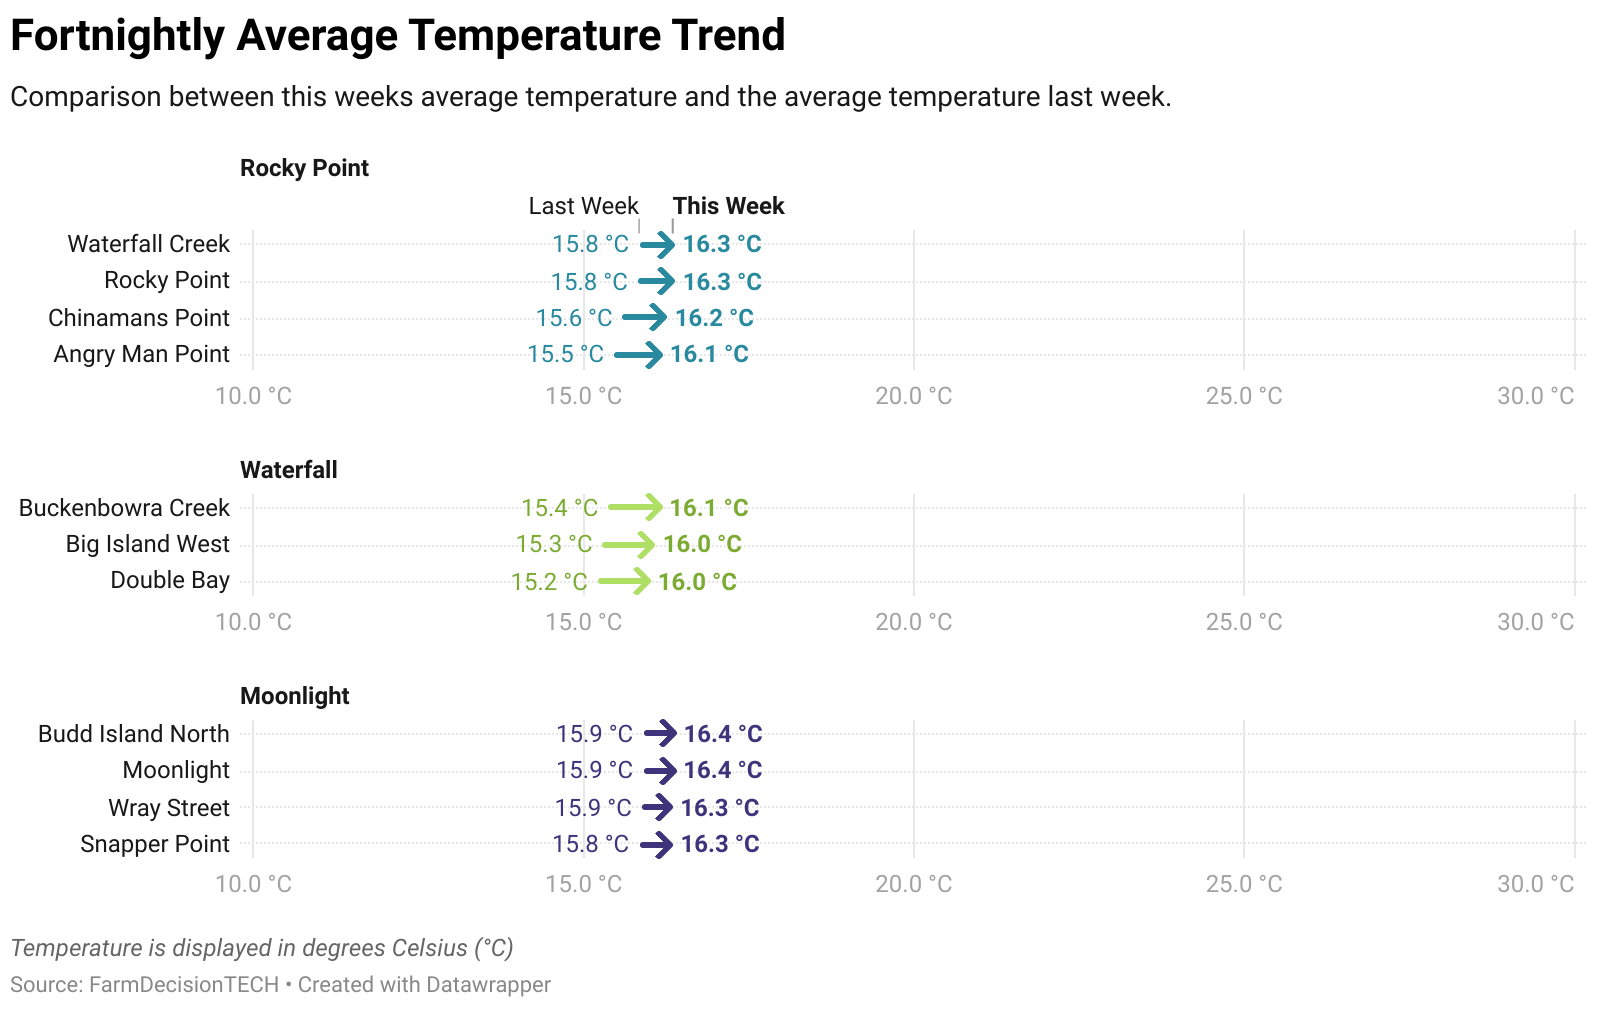 Fortnightly Average Temperature Trend
Comparison between this weeks average temperature and the average temperature last week.
Rocky Point
Last Week This Week
Waterfall Creek 15.8 °C 16.3 °C
Rocky Point 15.8 °C 16.3 °C
Chinamans Point 15.6 °C 16.2 °C
Angry Man Point 15.5 °C 16.1 °C
10.0 °C 15.0 °C 20.0 °C 25.0 °C 30.0 °C
Waterfall
Buckenbowra Creek 15.4 °C 16.1 °C
Big Island West 15.3 °C 16.0 °C
Double Bay 15.2 °C 16.0 °C
10.0 °C 15.0 °C 20.0 °C 25.0 °C 30.0 °C
Moonlight
Budd Island North 15.9 °C 16.4 °C
Moonlight 15.9 °C 16.4 °C
Wray Street 15.9 °C 16.3 °C
Snapper Point 15.8 °C 16.3 °C
10.0 °C 15.0 °C 20.0 °C 25.0 °C 30.0 °C
Temperature is displayed in degrees Celsius (°C)
Source: FarmDecisionTECH • Created with Datawrapper